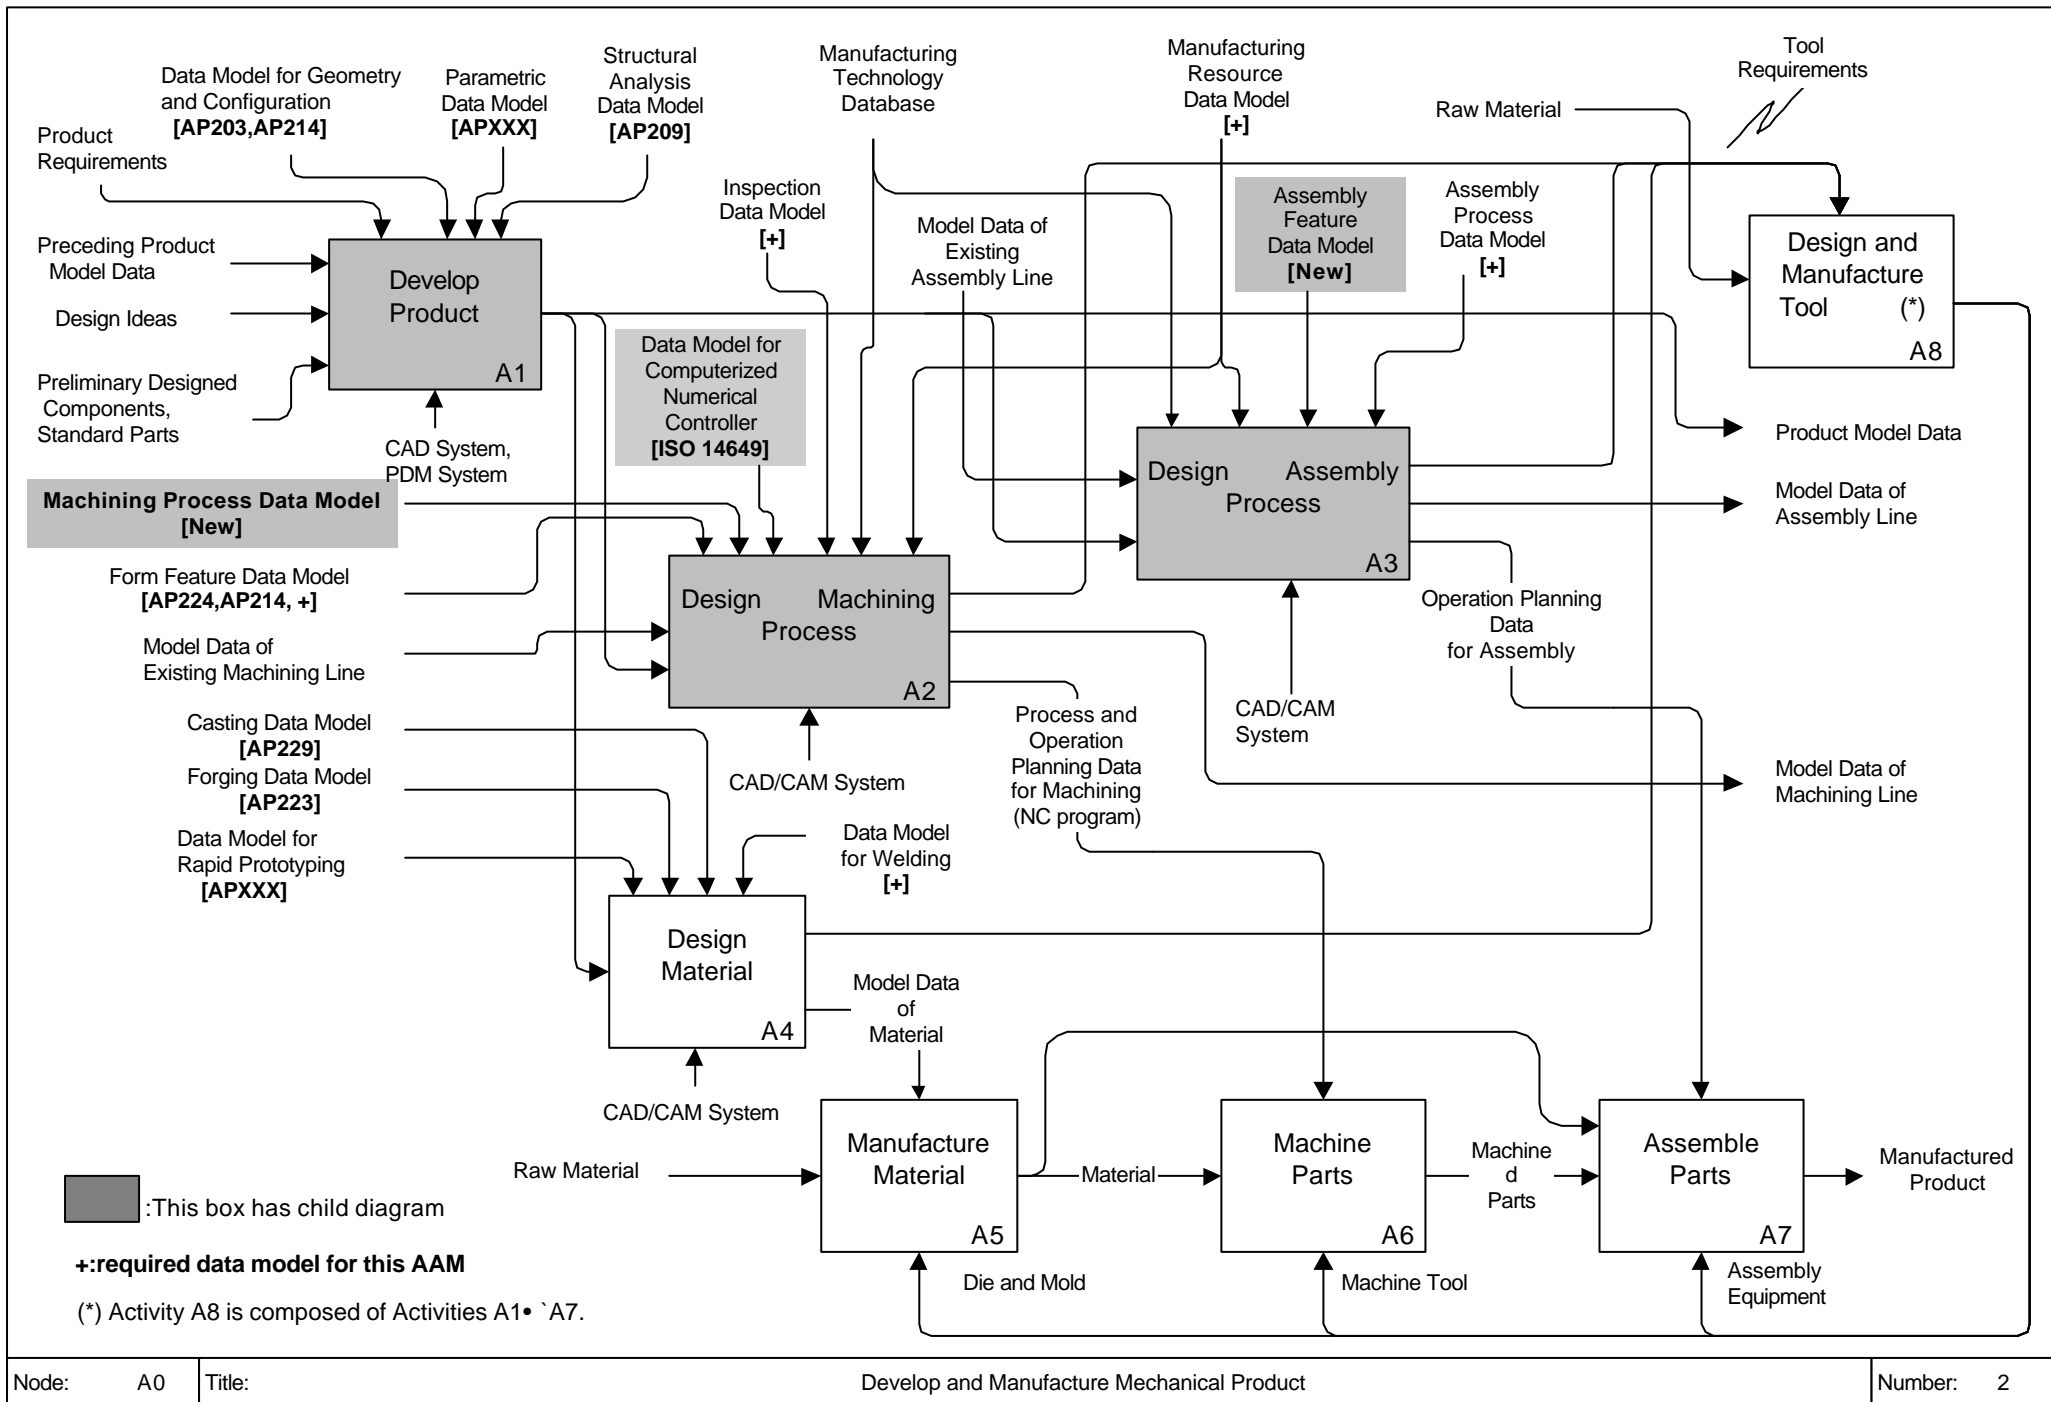 Data Model for Geometry
and Configuration
[AP203,AP214]
Parametric
Data Model
[APXXX]
Structural
Analysis
Data Model
[AP209]
Manufacturing
Technology
Database
Manufacturing
Resource
Data Model
[+]
Tool
Requirements
Raw Material
Product
Requirements
Preceding Product
Model Data
Design Ideas
Preliminary Designed
Components,
Standard Parts
Develop
Product
A1
CAD System,
PDM System
Inspection
Data Model
[+]
Model Data of
Existing
Assembly Line
Assembly
Feature
Data Model
[New]
Assembly
Process
Data Model
[+]
Design and
Manufacture
Tool (*)
A8
Data Model for
Computerized
Numerical
Controller
[ISO 14649]
Product Model Data
Design Assembly
Process
A3
Model Data of
Assembly Line
Machining Process Data Model
[New]
Form Feature Data Model
[AP224,AP214, +]
Model Data of
Existing Machining Line
Design Machining
Process
A2
Operation Planning
Data
for Assembly
CAD/CAM
System
Casting Data Model
[AP229]
Forging Data Model
[AP223]
Data Model for
Rapid Prototyping
[APXXX]
CAD/CAM System
Process and
Operation
Planning Data
for Machining
(NC program)
Model Data of
Machining Line
Data Model
for Welding
[+]
Design
Material
A4
Model Data
of
Material
CAD/CAM System
Raw Material
Manufacture
Material
A5
Material
Machine
Parts
A6
Machine
d
Parts
Assemble
Parts
A7
Manufactured
Product
Die and Mold
Machine Tool
Assembly
Equipment
:This box has child diagram
+:required data model for this AAM
(*) Activity A8 is composed of Activities A1• `A7.
Node: A0 Title: Develop and Manufacture Mechanical Product Number: 2